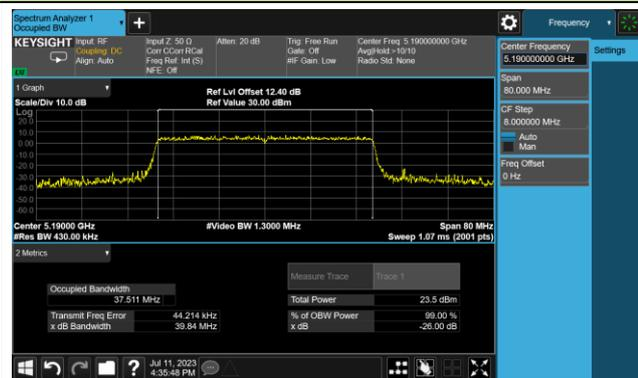 Spectrum Analyzer 1
Occupied BW
+
Frequency
KEYSIGHT
Input: RF
Coupling: DC
Align: Auto
Input Z: 50 Ω
Corr CCorr RCal
Freq Ref: Int (S)
NFE: Off
Atten: 20 dB
Trig: Free Run
Gate: Off
#IF Gain: Low
Center Freq: 5.190000000 GHz
Avg|Hold:>10/10
Radio Std: None
Center Frequency
5.190000000 GHz
Settings
Span
80.000 MHz
CF Step
8.000000 MHz
Auto
Man
Freq Offset
0 Hz
1 Graph
Scale/Div 10.0 dB
Ref Lvl Offset 12.40 dB
Ref Value 30.00 dBm
Log
20.0
10.0
0.00
-10.0
-20.0
-30.0
-40.0
-50.0
-60.0
Center 5.19000 GHz
#Res BW 430.00 kHz
#Video BW 1.3000 MHz
Span 80 MHz
Sweep 1.07 ms (2001 pts)
2 Metrics
Measure Trace
Trace 1
Occupied Bandwidth
37.511 MHz
Total Power
23.5 dBm
Transmit Freq Error
44.214 kHz
% of OBW Power
99.00 %
x dB Bandwidth
39.84 MHz
x dB
-26.00 dB
?
Jul 11, 2023
4:35:48 PM